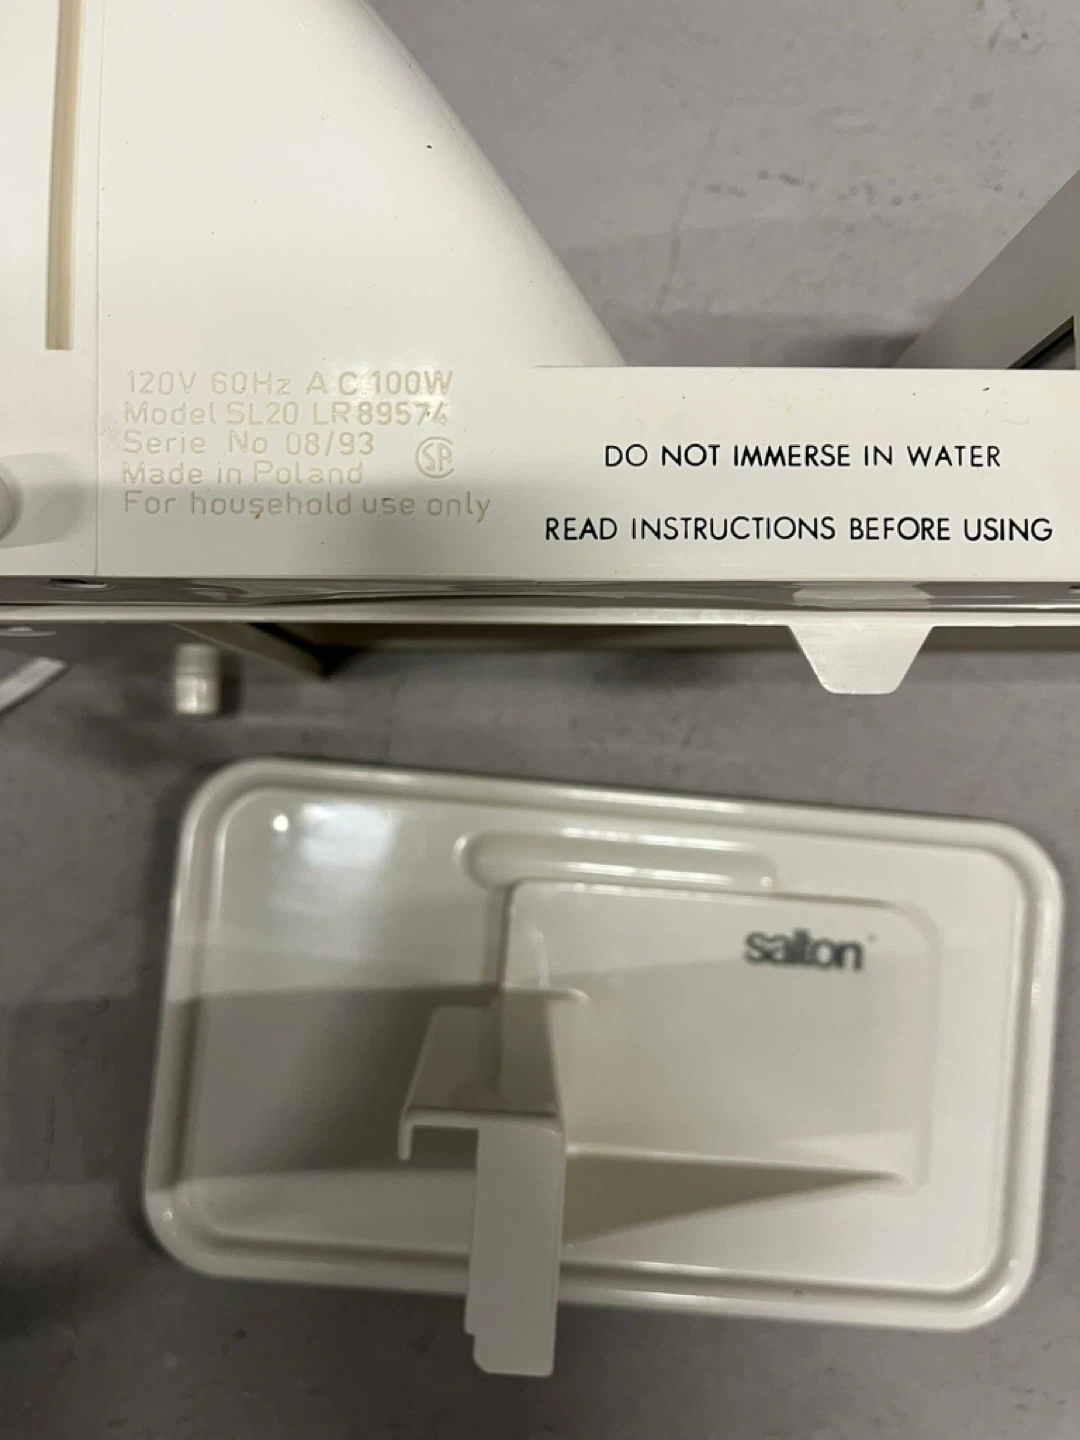 120V 60Hz A C 100W
Model SL20 LR89574
Serie No 08/93
Made in Poland
For household use only
SP
DO NOT IMMERSE IN WATER
READ INSTRUCTIONS BEFORE USING
salton